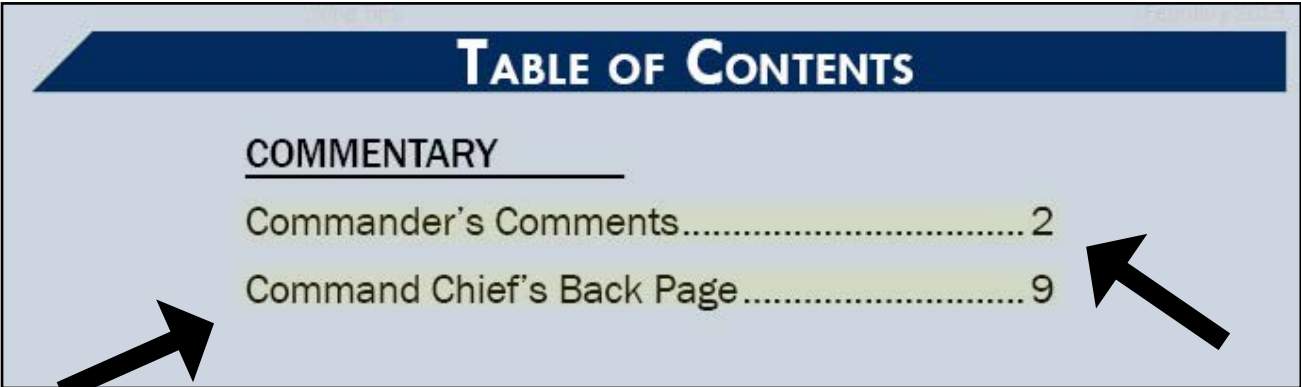 TABLE OF CONTENTS
COMMENTARY
Commander's Comments.................................2
Command Chief's Back Page...........................9